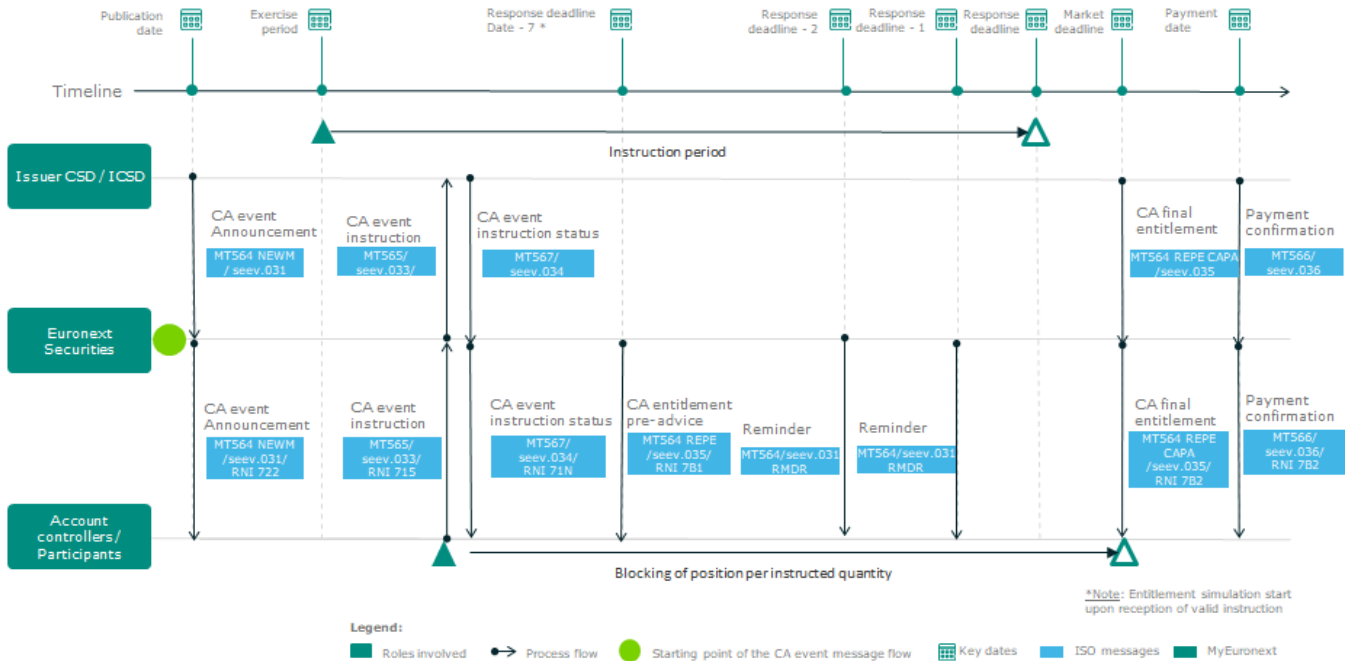 Publication
date
Exercise
period
Response deadline
Date - 7 *
Response
deadline - 2
Response
deadline - 1
Response
deadline
Market
deadline
Payment
date
Timeline
Instruction period
Issuer CSD / ICSD
CA event
Announcement
MT564 NEWM
/ seev.031
CA event
instruction
MT565/
seev.033/
CA event
instruction status
MT567/
seev.034
CA final
entitlement
MT564 REPE CAPA
/seev.035
Payment
confirmation
MT566/
seev.036
Euronext
Securities
CA event
Announcement
MT564 NEWM
/seev.031/
RNI 722
CA event
instruction
MT565/
seev.033/
RNI 715
CA event
instruction status
MT567/
seev.034/
RNI 71N
CA entitlement
pre-advice
MT564 REPE
/seev.035/
RNI 7B1
Reminder
MT564/seev.031
RMDR
Reminder
MT564/seev.031
RMDR
CA final
entitlement
MT564 REPE
CAPA
/seev.035/
RNI 7B2
Payment
confirmation
MT566/
seev.036/
RNI 7B2
Account
controllers/
Participants
Blocking of position per instructed quantity
*Note: Entitlement simulation start
upon reception of valid instruction
Legend:
Roles involved
Process flow
Starting point of the CA event message flow
Key dates
ISO messages
MyEuronext